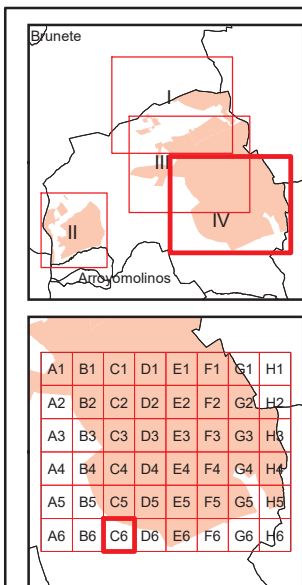 Brunete
I
III
IV
II
Arroyomolinos
A1 B1 C1 D1 E1 F1 G1 H1
A2 B2 C2 D2 E2 F2 G2 H2
A3 B3 C3 D3 E3 F3 G3 H3
A4 B4 C4 D4 E4 F4 G4 H4
A5 B5 C5 D5 E5 F5 G5 H5
A6 B6 C6 D6 E6 F6 G6 H6